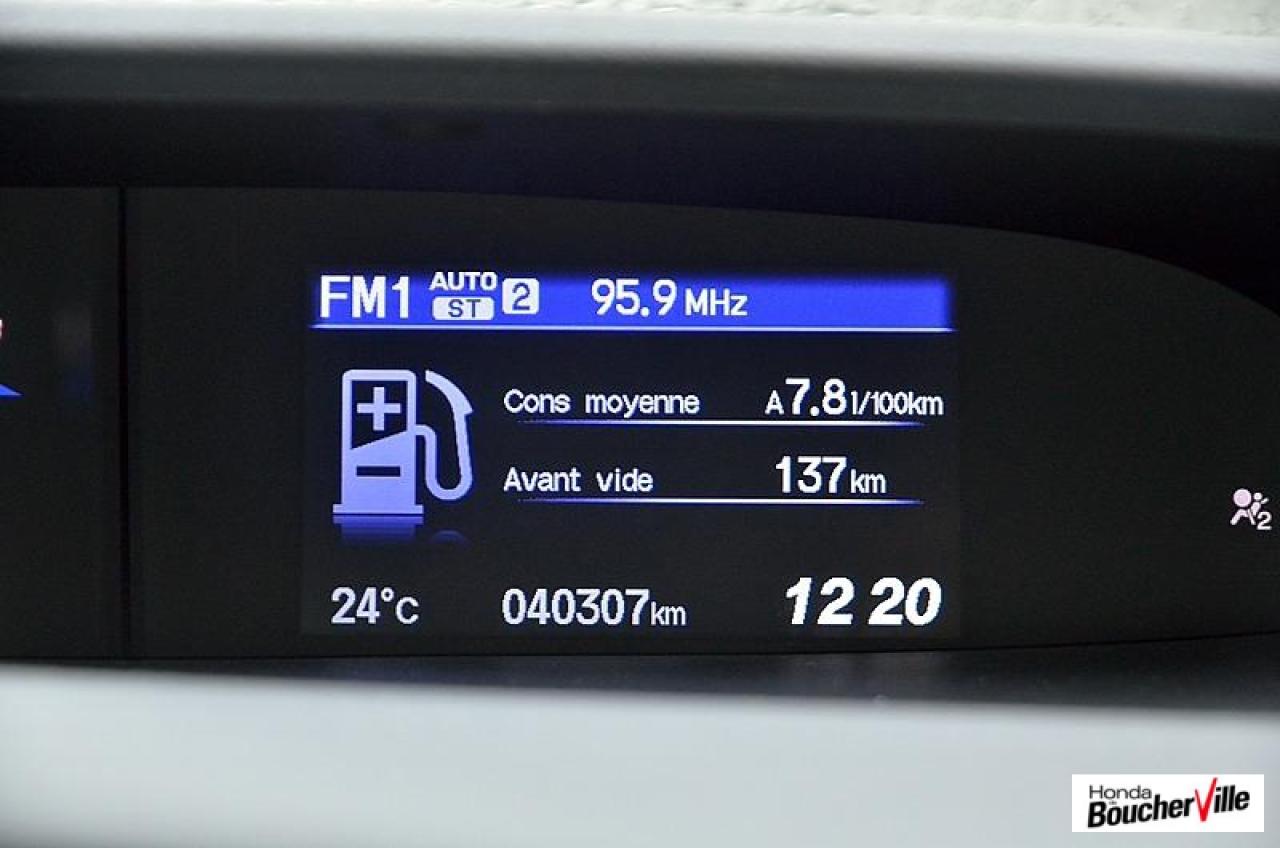 FM1 AUTO ST 2 95.9 MHz
Cons moyenne A7.8 l/100km
Avant vide 137km
24°C 040307km 12 20
2
Honda
de BoucherVille